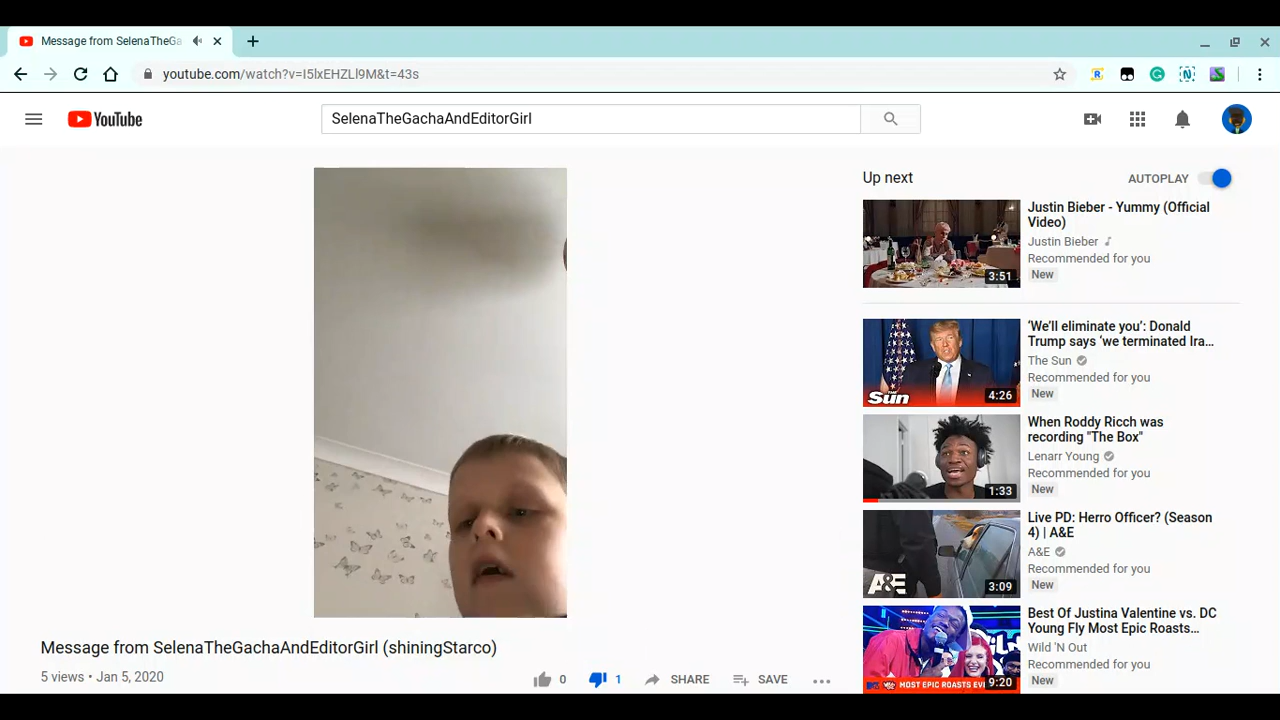 Message from SelenaTheGa
youtube.com/watch?v=I5lxEHZLl9M&t=43s
YouTube
SelenaTheGachaAndEditorGirl
Up next
AUTOPLAY
Justin Bieber - Yummy (Official
Video)
Justin Bieber
Recommended for you
New
3:51
'We'll eliminate you': Donald
Trump says 'we terminated Ira...
The Sun
Recommended for you
New
The Sun
4:26
When Roddy Ricch was
recording "The Box"
Lenarr Young
Recommended for you
New
1:33
Live PD: Herro Officer? (Season
4) | A&E
A&E
Recommended for you
New
A&E
3:09
Best Of Justina Valentine vs. DC
Young Fly Most Epic Roasts...
Wild 'N Out
Recommended for you
New
9:20
Message from SelenaTheGachaAndEditorGirl (shiningStarco)
5 views • Jan 5, 2020
0
1
SHARE
SAVE